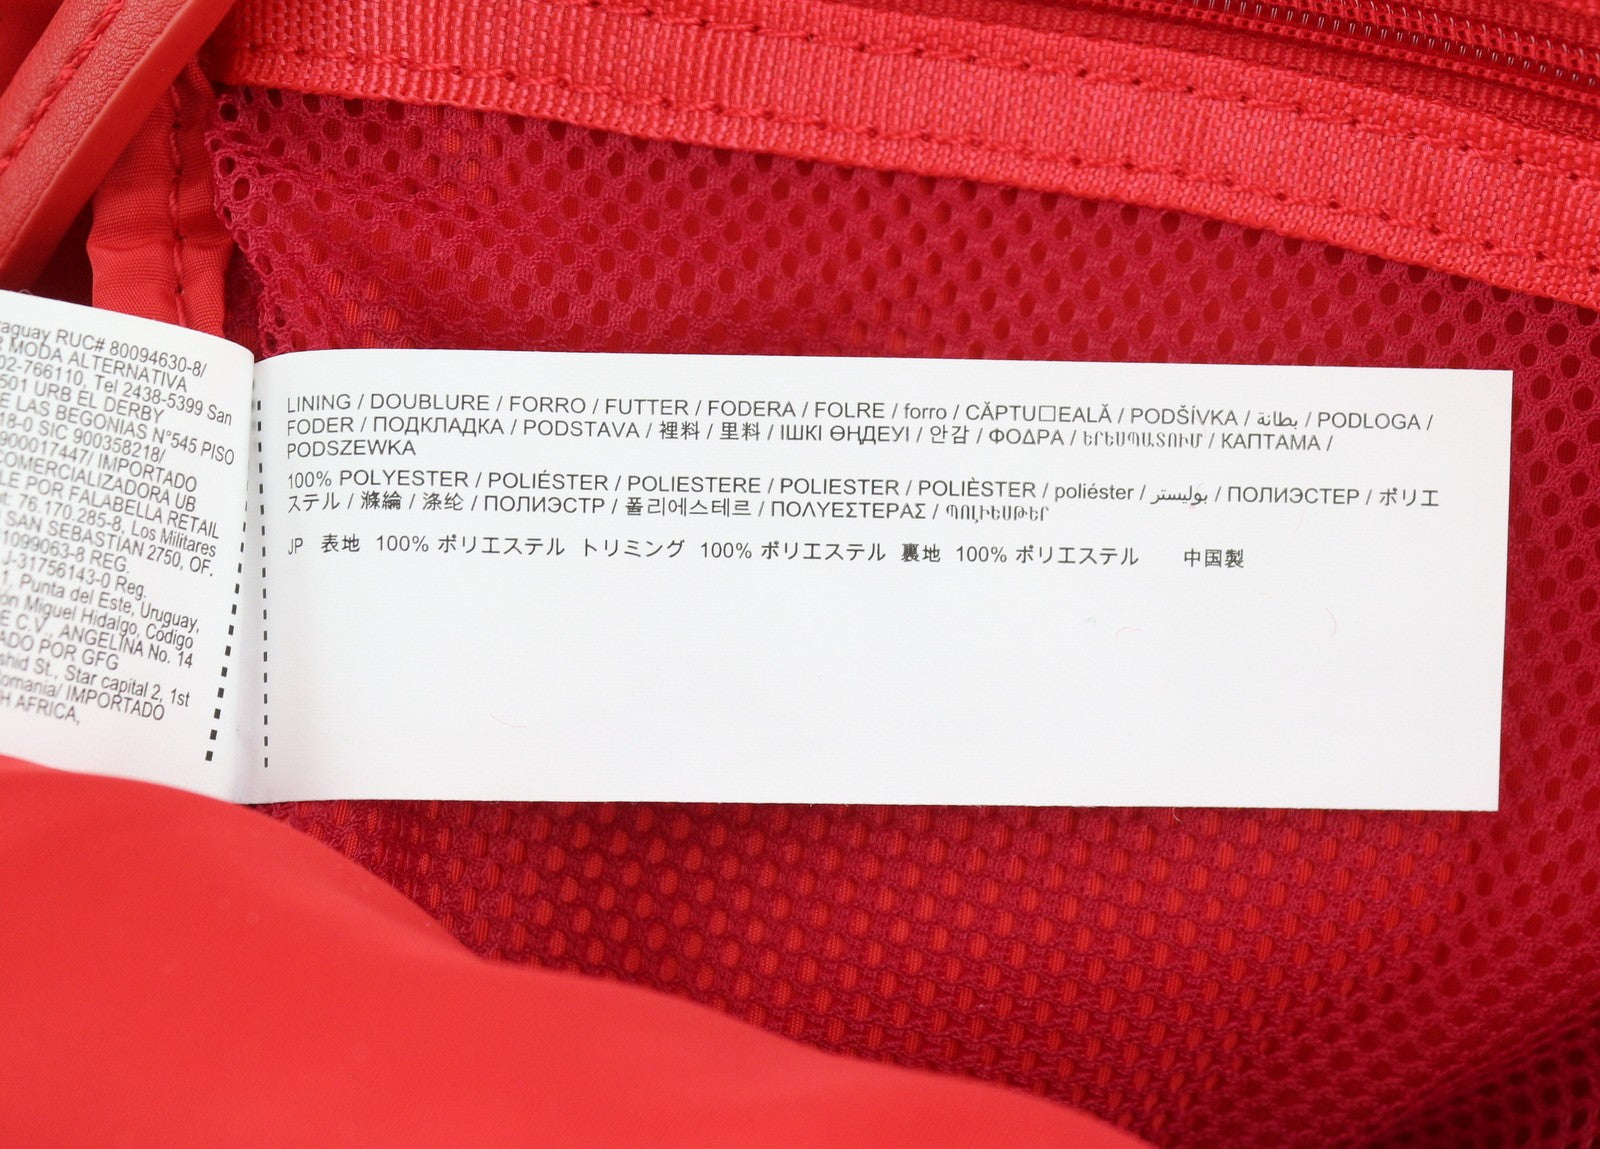 raguay RUC# 80094630-8/
R MODA ALTERNATIVA
02-766110, Tel 2438-5399 San
501 URB EL DERBY
E LAS BEGONIAS N°545 PISO
18-0 SIC 900358218/
900017447/ IMPORTADO
COMERCIALIZADORA UB
LE POR FALABELLA RETAIL
t: 76.170.285-8, Los Militares
SAN SEBASTIAN 2750, OF.
1099063-8 REG.
J-31756143-0 Reg.
1, Punta del Este, Uruguay,
ón Miguel Hidalgo, Código
E C.V., ANGELINA No. 14
ADO POR GFG
shid St., Star capital 2, 1st
omania/ IMPORTADO
H AFRICA,
LINING / DOUBLURE / FORRO / FUTTER / FODERA / FOLRE / forro / CĂPTU□EALĂ / PODŠÍVKA / بطانة / PODLOGA /
FODER / ПОДКЛАДКА / PODSTAVA / 裡料 / 里料 / ІШКІ ӨҢДЕУІ / 안감 / ΦΟΔΡΑ / ԵՐԵՍՊԱՏՈՒՄ / КАПТАМА /
PODSZEWKA
100% POLYESTER / POLIÉSTER / POLIESTERE / POLIESTER / POLIÈSTER / poliéster / بوليستر / ПОЛИЭСТЕР / ポリエ
ステル / 滌綸 / 涤纶 / ПОЛИЭСТР / 폴리에스테르 / ΠΟΛΥΕΣΤΕΡΑΣ / ՊՈԼԻԵՍԹԵՐ
JP 表地 100% ポリエステル トリミング 100% ポリエステル 裏地 100% ポリエステル 中国製